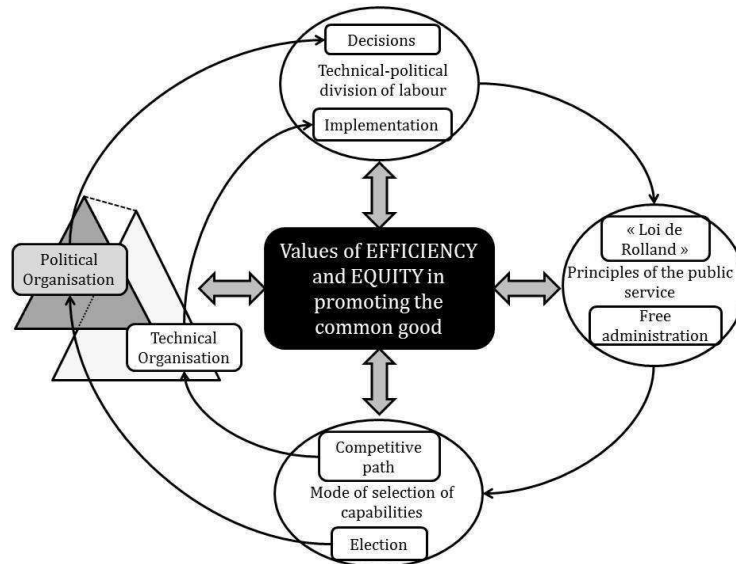 Decisions
Technical-political
division of labour
Implementation
« Loi de
Rolland »
Principles of the public
service
Free
administration
Values of EFFICIENCY
and EQUITY in
promoting the
common good
Political
Organisation
Technical
Organisation
Competitive
path
Mode of selection of
capabilities
Election